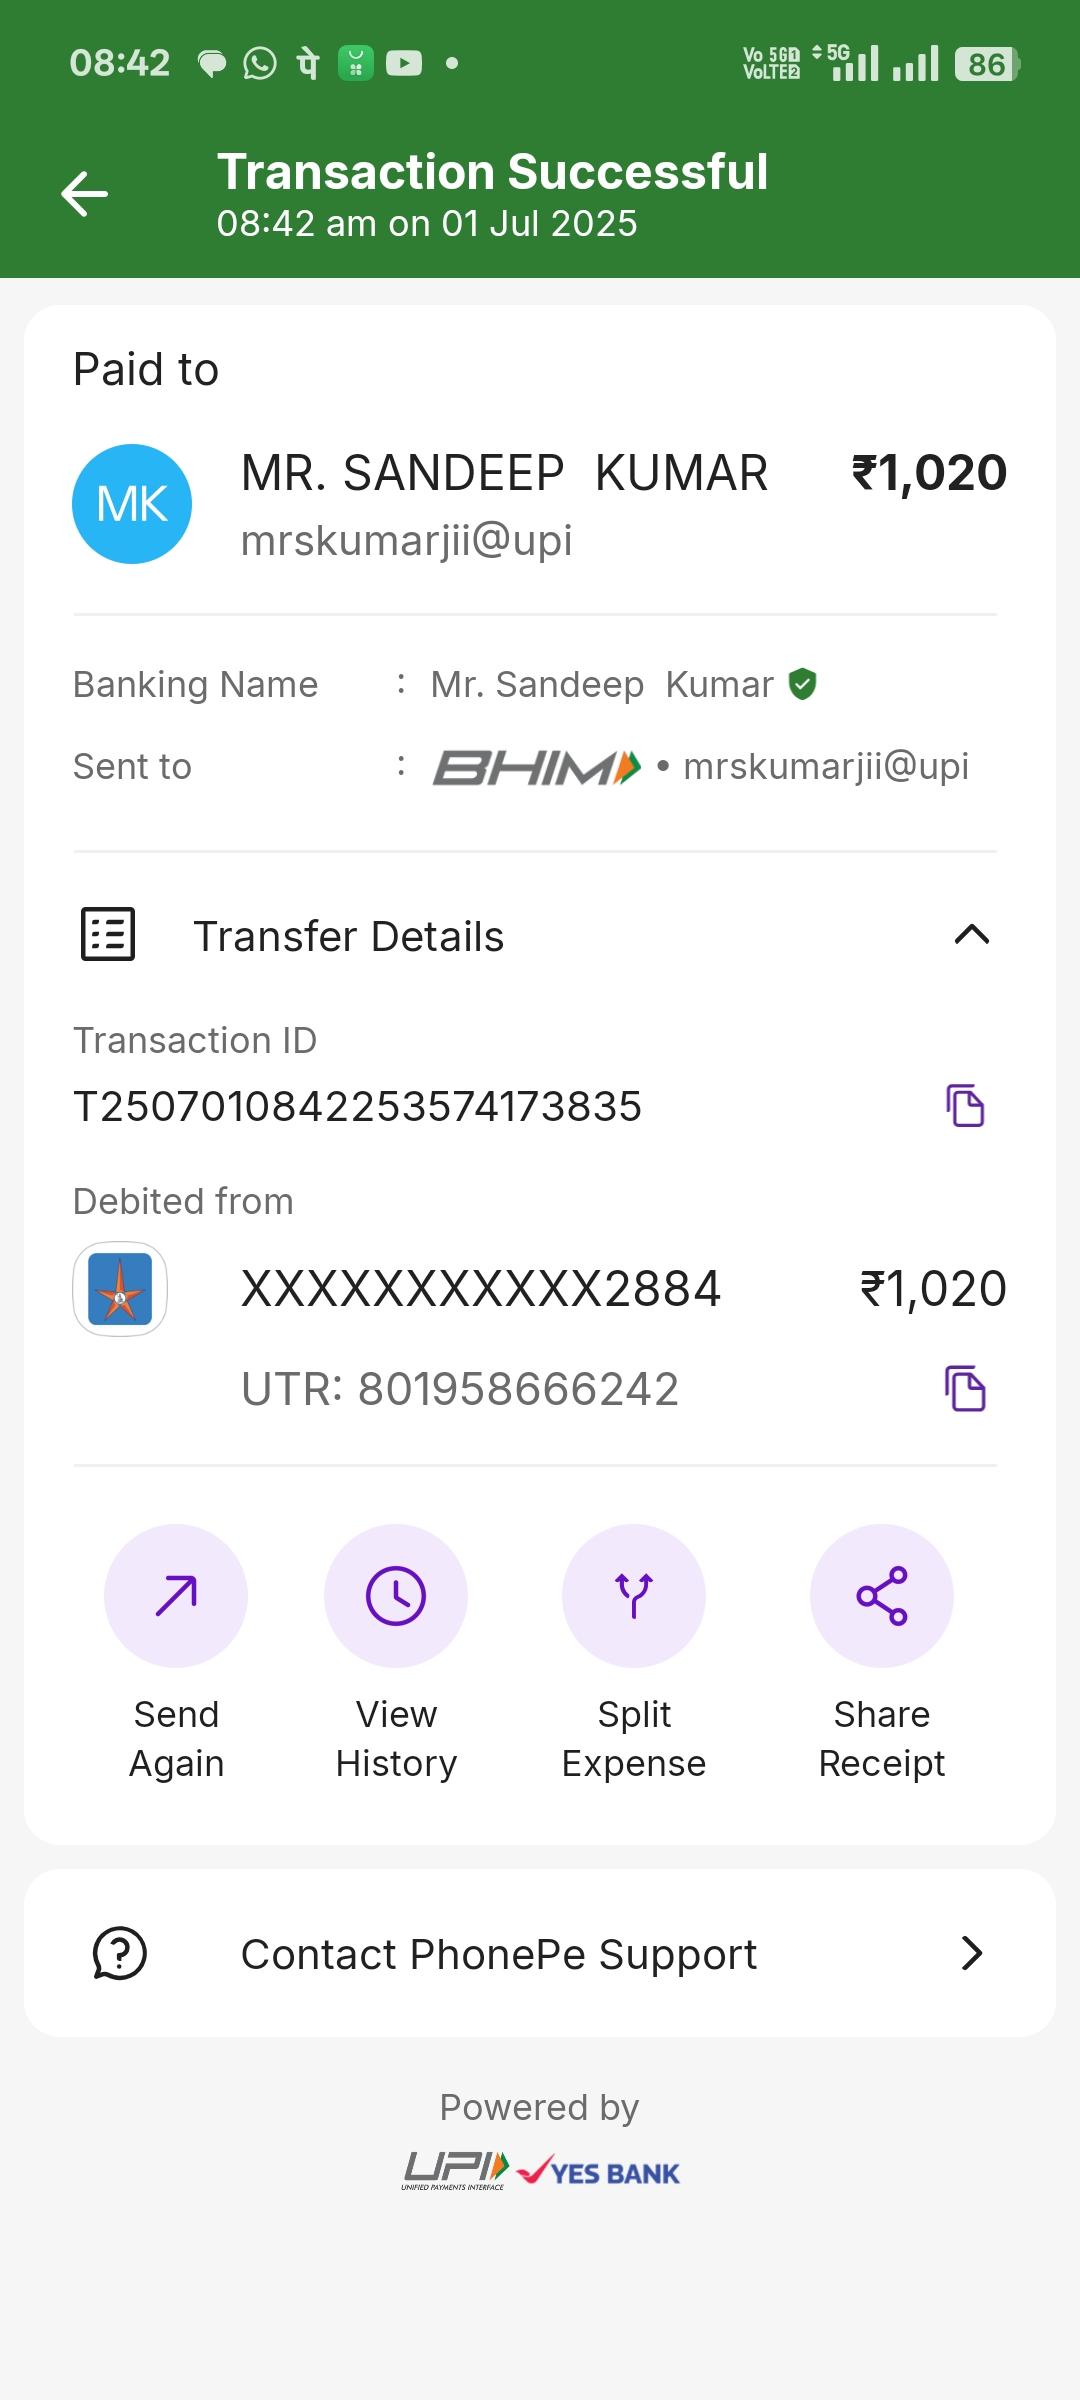 08:42 पे Vo 5G 1 VoLTE 2 5G 86
Transaction Successful
08:42 am on 01 Jul 2025
Paid to
MK MR. SANDEEP KUMAR ₹1,020
mrskumarjii@upi
Banking Name : Mr. Sandeep Kumar
Sent to : BHIM • mrskumarjii@upi
Transfer Details
Transaction ID
T2507010842253574173835
Debited from
XXXXXXXXXXX2884 ₹1,020
UTR: 801958666242
Send Again
View History
Split Expense
Share Receipt
Contact PhonePe Support
Powered by
UPI YES BANK
UNIFIED PAYMENTS INTERFACE